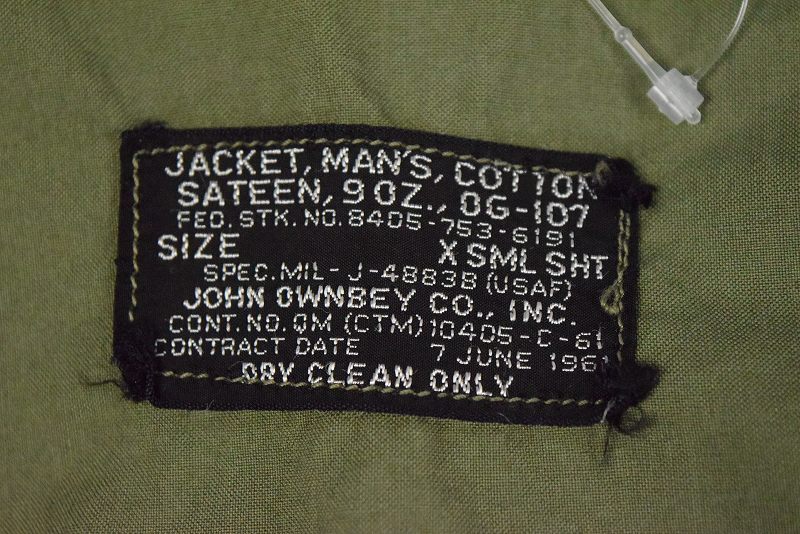 JACKET, MAN'S, COTTON
SATEEN, 9 OZ., OG-107
FED. STK. NO. 8405-753-6191
SIZE X SML SHT
SPEC. MIL-J-4883B (USAF)
JOHN OWNBEY CO., INC.
CONT. NO. QM (CTM) 10405-C-61
CONTRACT DATE 7 JUNE 1961
DRY CLEAN ONLY